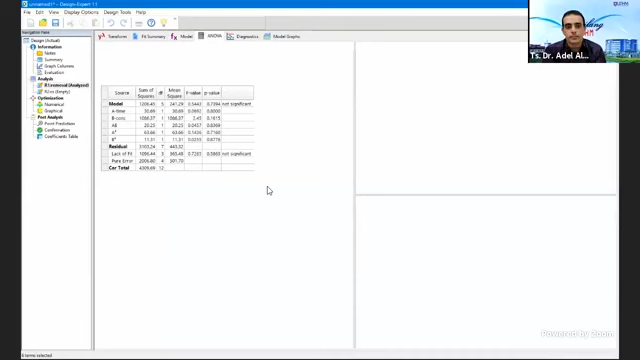 unnamed1* - Design-Expert 11
File Edit View Display Options Design Tools Help
Navigation Pane
Design (Actual)
Information
Notes
Summary
Graph Columns
Evaluation
Analysis
R1:removal (Analyzed)
R2:res (Empty)
Optimization
Numerical
Graphical
Post Analysis
Point Prediction
Confirmation
Coefficients Table
Transform Fit Summary Model ANOVA Diagnostics Model Graphs
Source Sum of Squares df Mean Square F-value p-value
Model 1206.45 5 241.29 0.5443 0.7394 not significant
A-time 30.69 1 30.69 0.0692 0.8000
B-conc 1086.37 1 1086.37 2.45 0.1615
AB 20.25 1 20.25 0.0457 0.8369
A² 63.66 1 63.66 0.1436 0.7160
B² 11.31 1 11.31 0.0255 0.8776
Residual 3103.24 7 443.32
Lack of Fit 1096.44 3 365.48 0.7285 0.5863 not significant
Pure Error 2006.80 4 501.70
Cor Total 4309.69 12
Ts. Dr. Adel Al...
Powered by Zoom
6 items selected